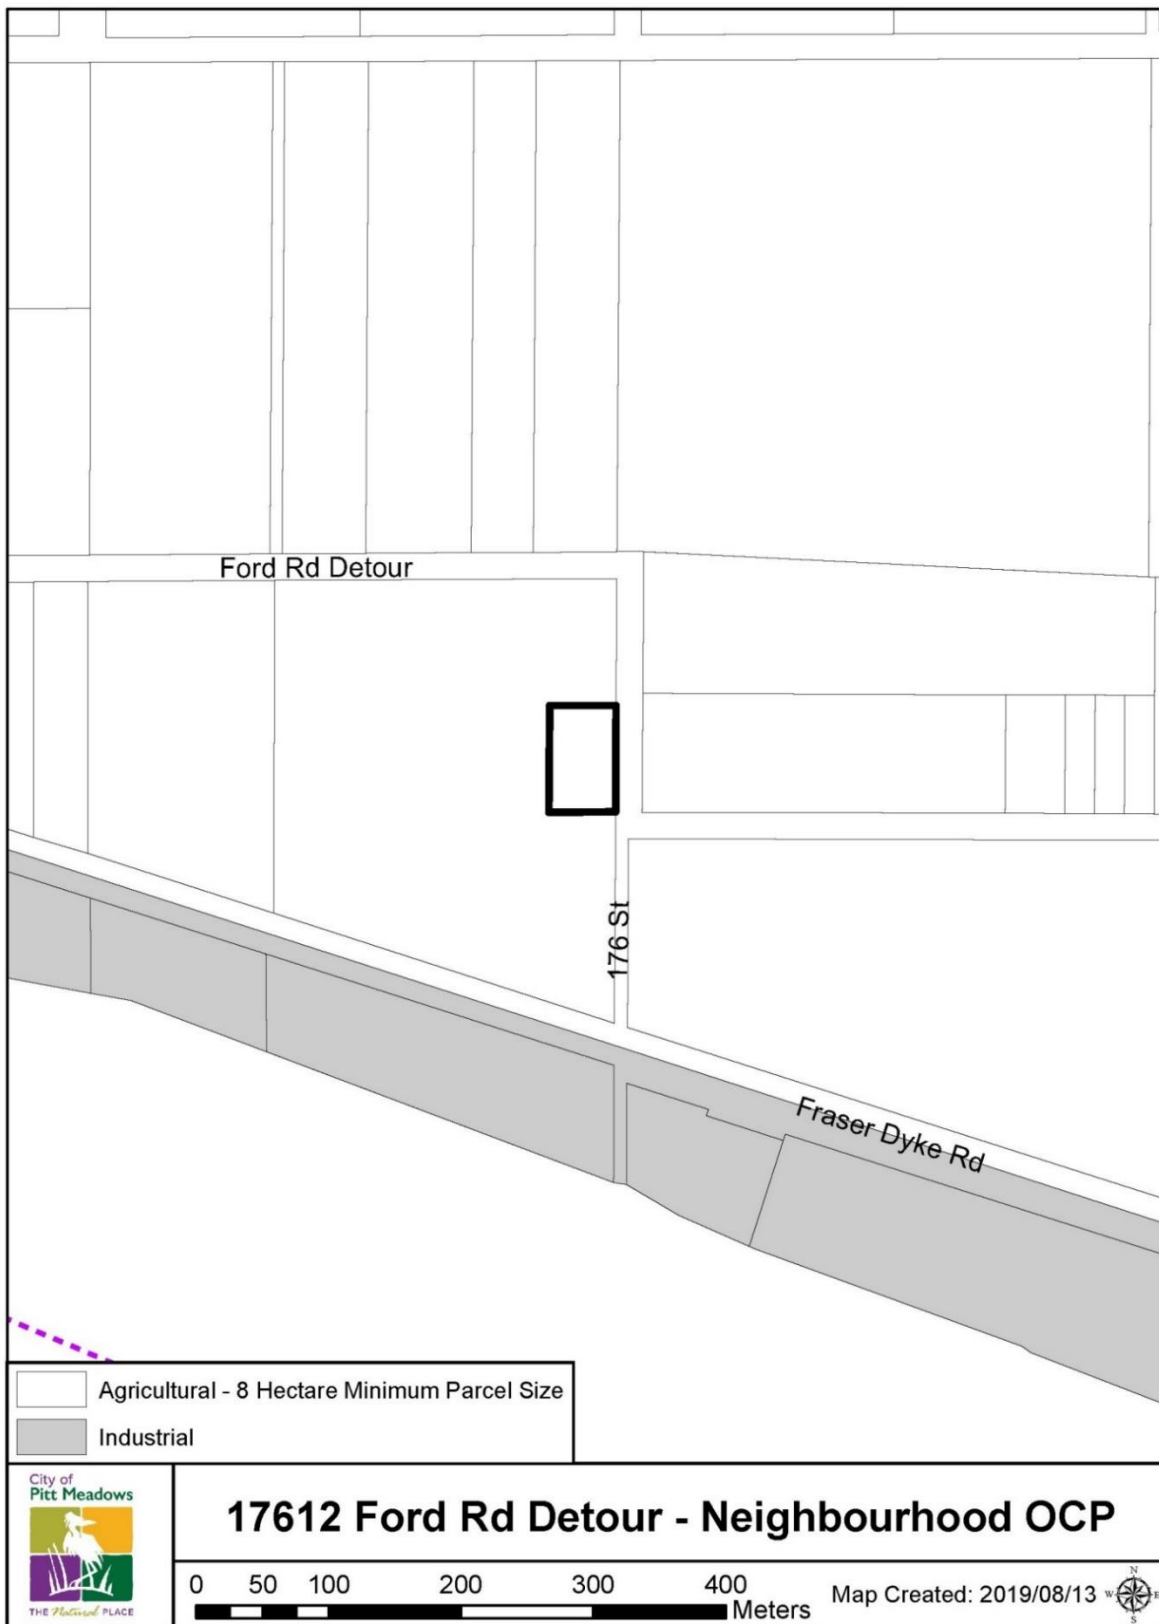 Ford Rd Detour
176 St
Fraser Dyke Rd
Agricultural - 8 Hectare Minimum Parcel Size
Industrial
City of
Pitt Meadows
THE Natural PLACE
17612 Ford Rd Detour - Neighbourhood OCP
0 50 100 200 300 400
Meters
Map Created: 2019/08/13
N
W E
S